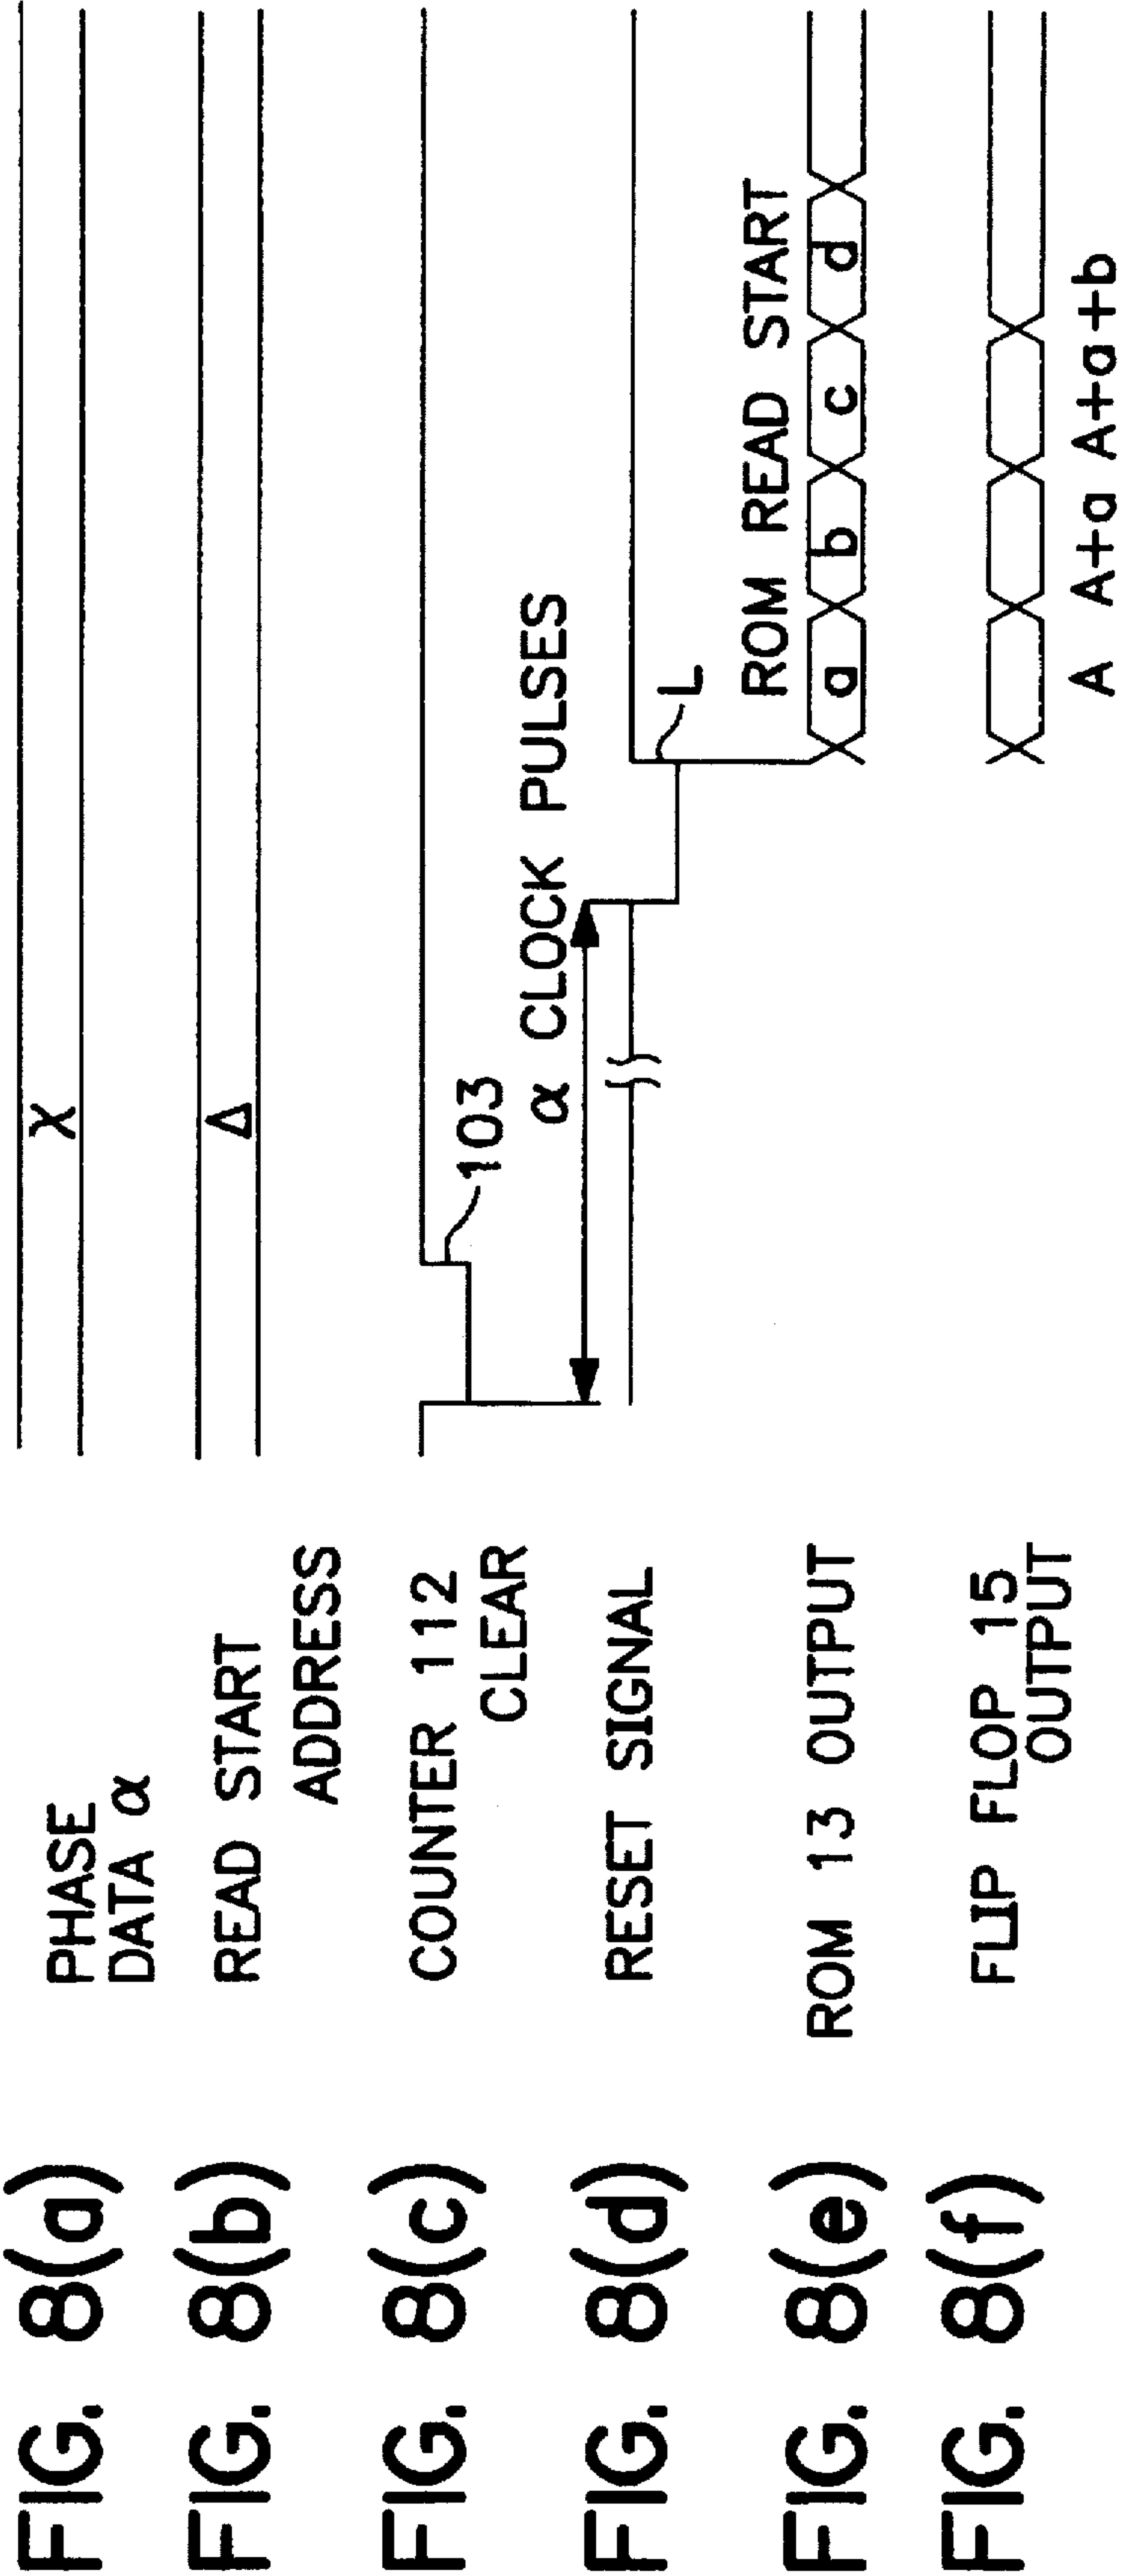 FIG. 8(a)
PHASE
DATA α
χ
FIG. 8(b)
READ START
ADDRESS
Δ
FIG. 8(c)
COUNTER 112
CLEAR
103
α CLOCK PULSES
FIG. 8(d)
RESET SIGNAL
L
ROM READ START
FIG. 8(e)
ROM 13 OUTPUT
a b c d
FIG. 8(f)
FLIP FLOP 15
OUTPUT
A A+a A+a+b